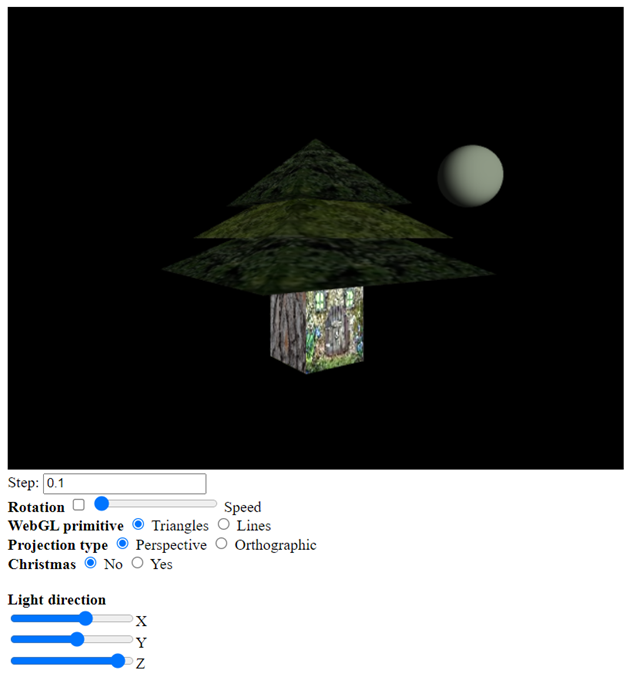 Step: 0.1
Rotation Speed
WebGL primitive Triangles Lines
Projection type Perspective Orthographic
Christmas No Yes
Light direction
X
Y
Z